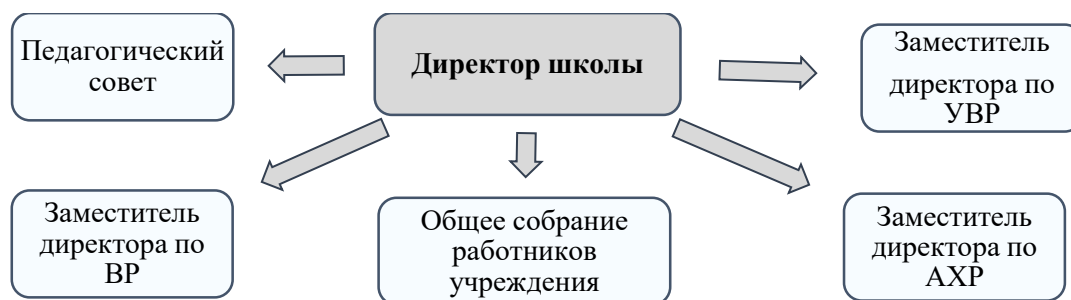 Педагогический
совет
Директор школы
Заместитель
директора по
УВР
Заместитель
директора по
ВР
Общее собрание
работников
учреждения
Заместитель
директора по
АХР